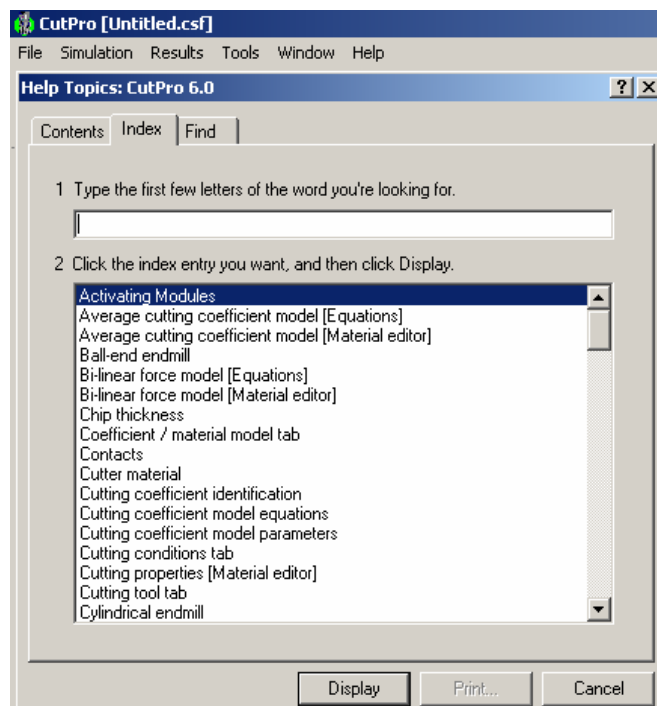 CutPro [Untitled.csf]
File Simulation Results Tools Window Help
Help Topics: CutPro 6.0
Contents Index Find
1 Type the first few letters of the word you're looking for.
2 Click the index entry you want, and then click Display.
Activating Modules
Average cutting coefficient model [Equations]
Average cutting coefficient model [Material editor]
Ball-end endmill
Bi-linear force model [Equations]
Bi-linear force model [Material editor]
Chip thickness
Coefficient / material model tab
Contacts
Cutter material
Cutting coefficient identification
Cutting coefficient model equations
Cutting coefficient model parameters
Cutting conditions tab
Cutting properties [Material editor]
Cutting tool tab
Cylindrical endmill
Display Print... Cancel